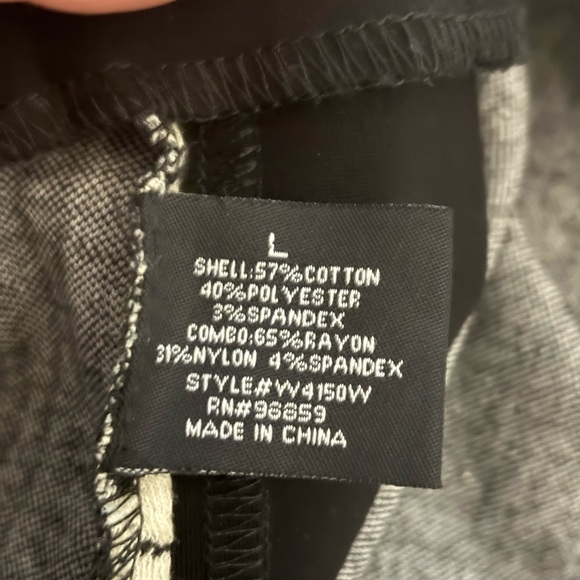 L
SHELL:57%COTTON
40%POLYESTER
3%SPANDEX
COMBO:65%RAYON
31%NYLON 4%SPANDEX
STYLE#W4150W
RN#98859
MADE IN CHINA